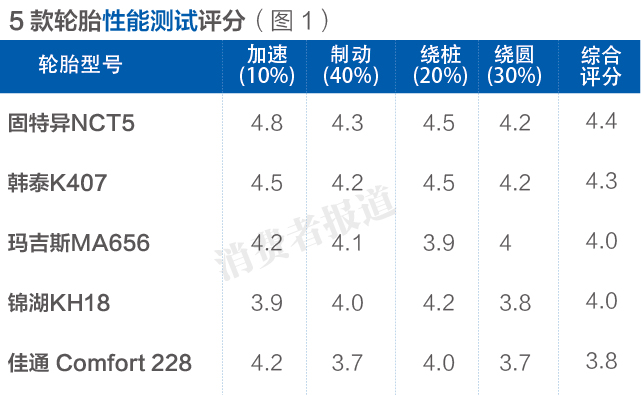 5款轮胎性能测试评分（图1）
轮胎型号 加速(10%) 制动(40%) 绕桩(20%) 绕圆(30%) 综合评分
固特异NCT5 4.8 4.3 4.5 4.2 4.4
韩泰K407 4.5 4.2 4.5 4.2 4.3
玛吉斯MA656 4.2 4.1 3.9 4 4.0
锦湖KH18 3.9 4.0 4.2 3.8 4.0
佳通 Comfort 228 4.2 3.7 4.0 3.7 3.8
消费者报道